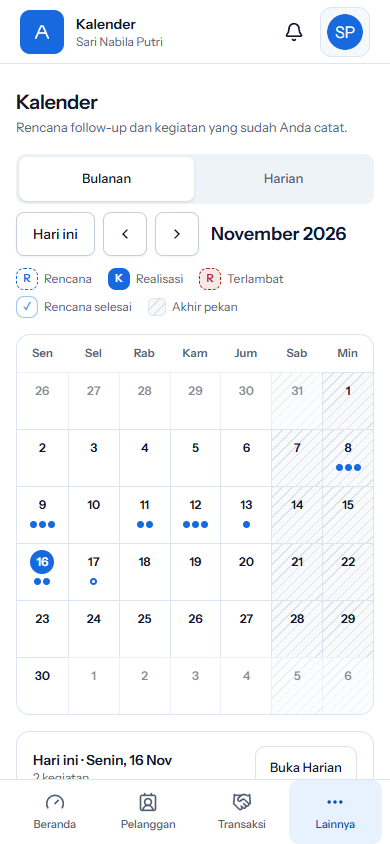 A
Kalender
Sari Nabila Putri
SP
Kalender
Rencana follow-up dan kegiatan yang sudah Anda catat.
Bulanan Harian
Hari ini November 2026
R Rencana K Realisasi R Terlambat
✓ Rencana selesai Akhir pekan
Sen Sel Rab Kam Jum Sab Min
26 27 28 29 30 31 1
2 3 4 5 6 7 8
9 10 11 12 13 14 15
16 17 18 19 20 21 22
23 24 25 26 27 28 29
30 1 2 3 4 5 6
Hari ini · Senin, 16 Nov
2 kegiatan
Buka Harian
Beranda Pelanggan Transaksi Lainnya